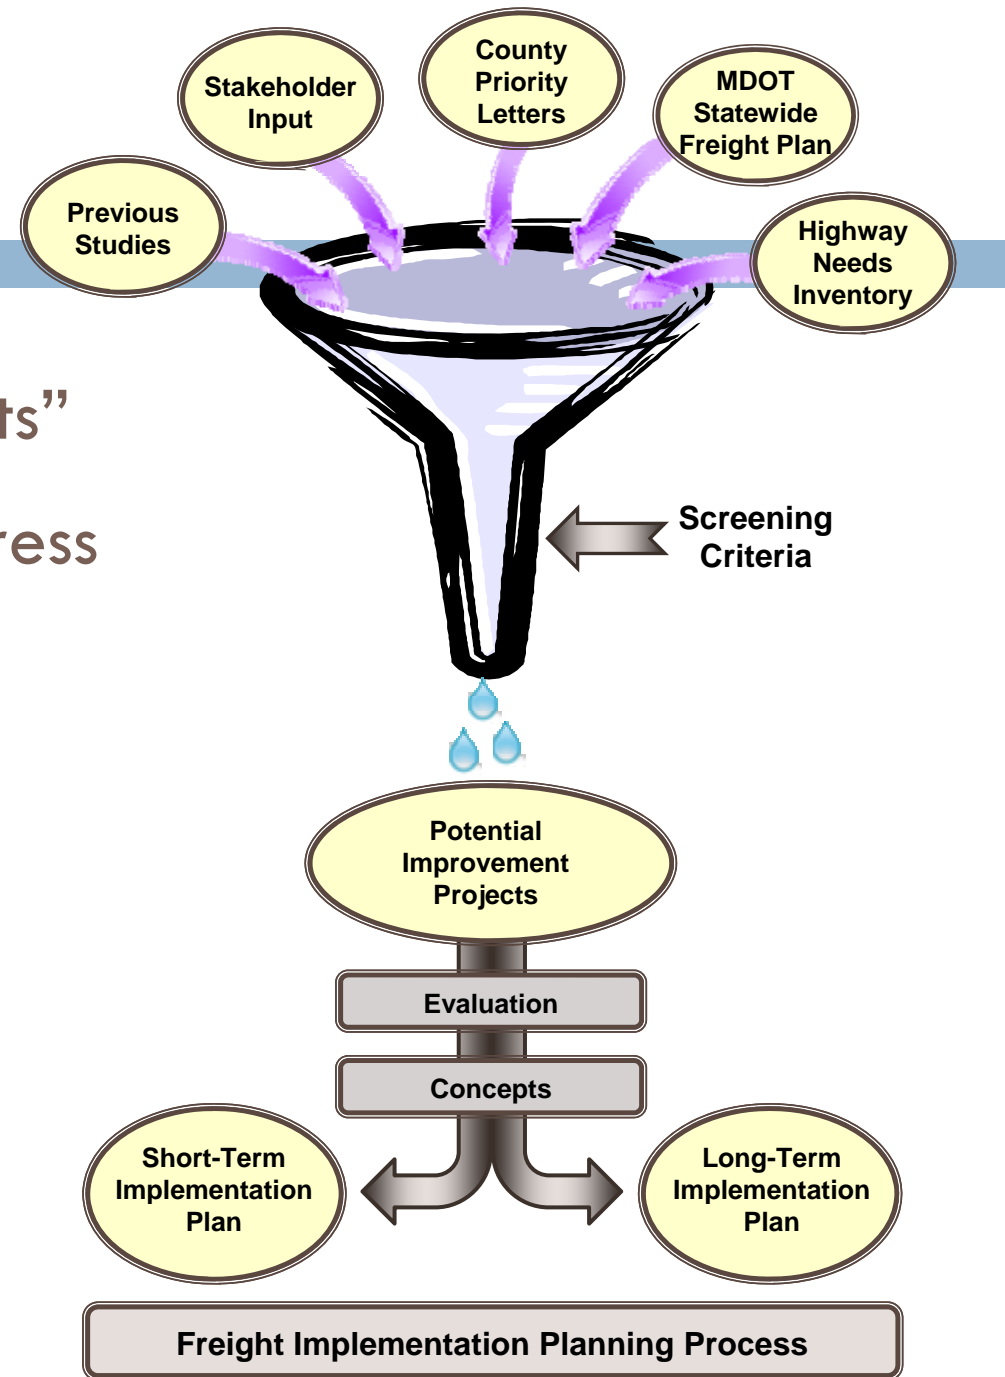 County
Priority
Letters
Stakeholder
Input
MDOT
Statewide
Freight Plan
Previous
Studies
Highway
Needs
Inventory
ts”
ress
Screening
Criteria
Potential
Improvement
Projects
Evaluation
Concepts
Short-Term
Implementation
Plan
Long-Term
Implementation
Plan
Freight Implementation Planning Process